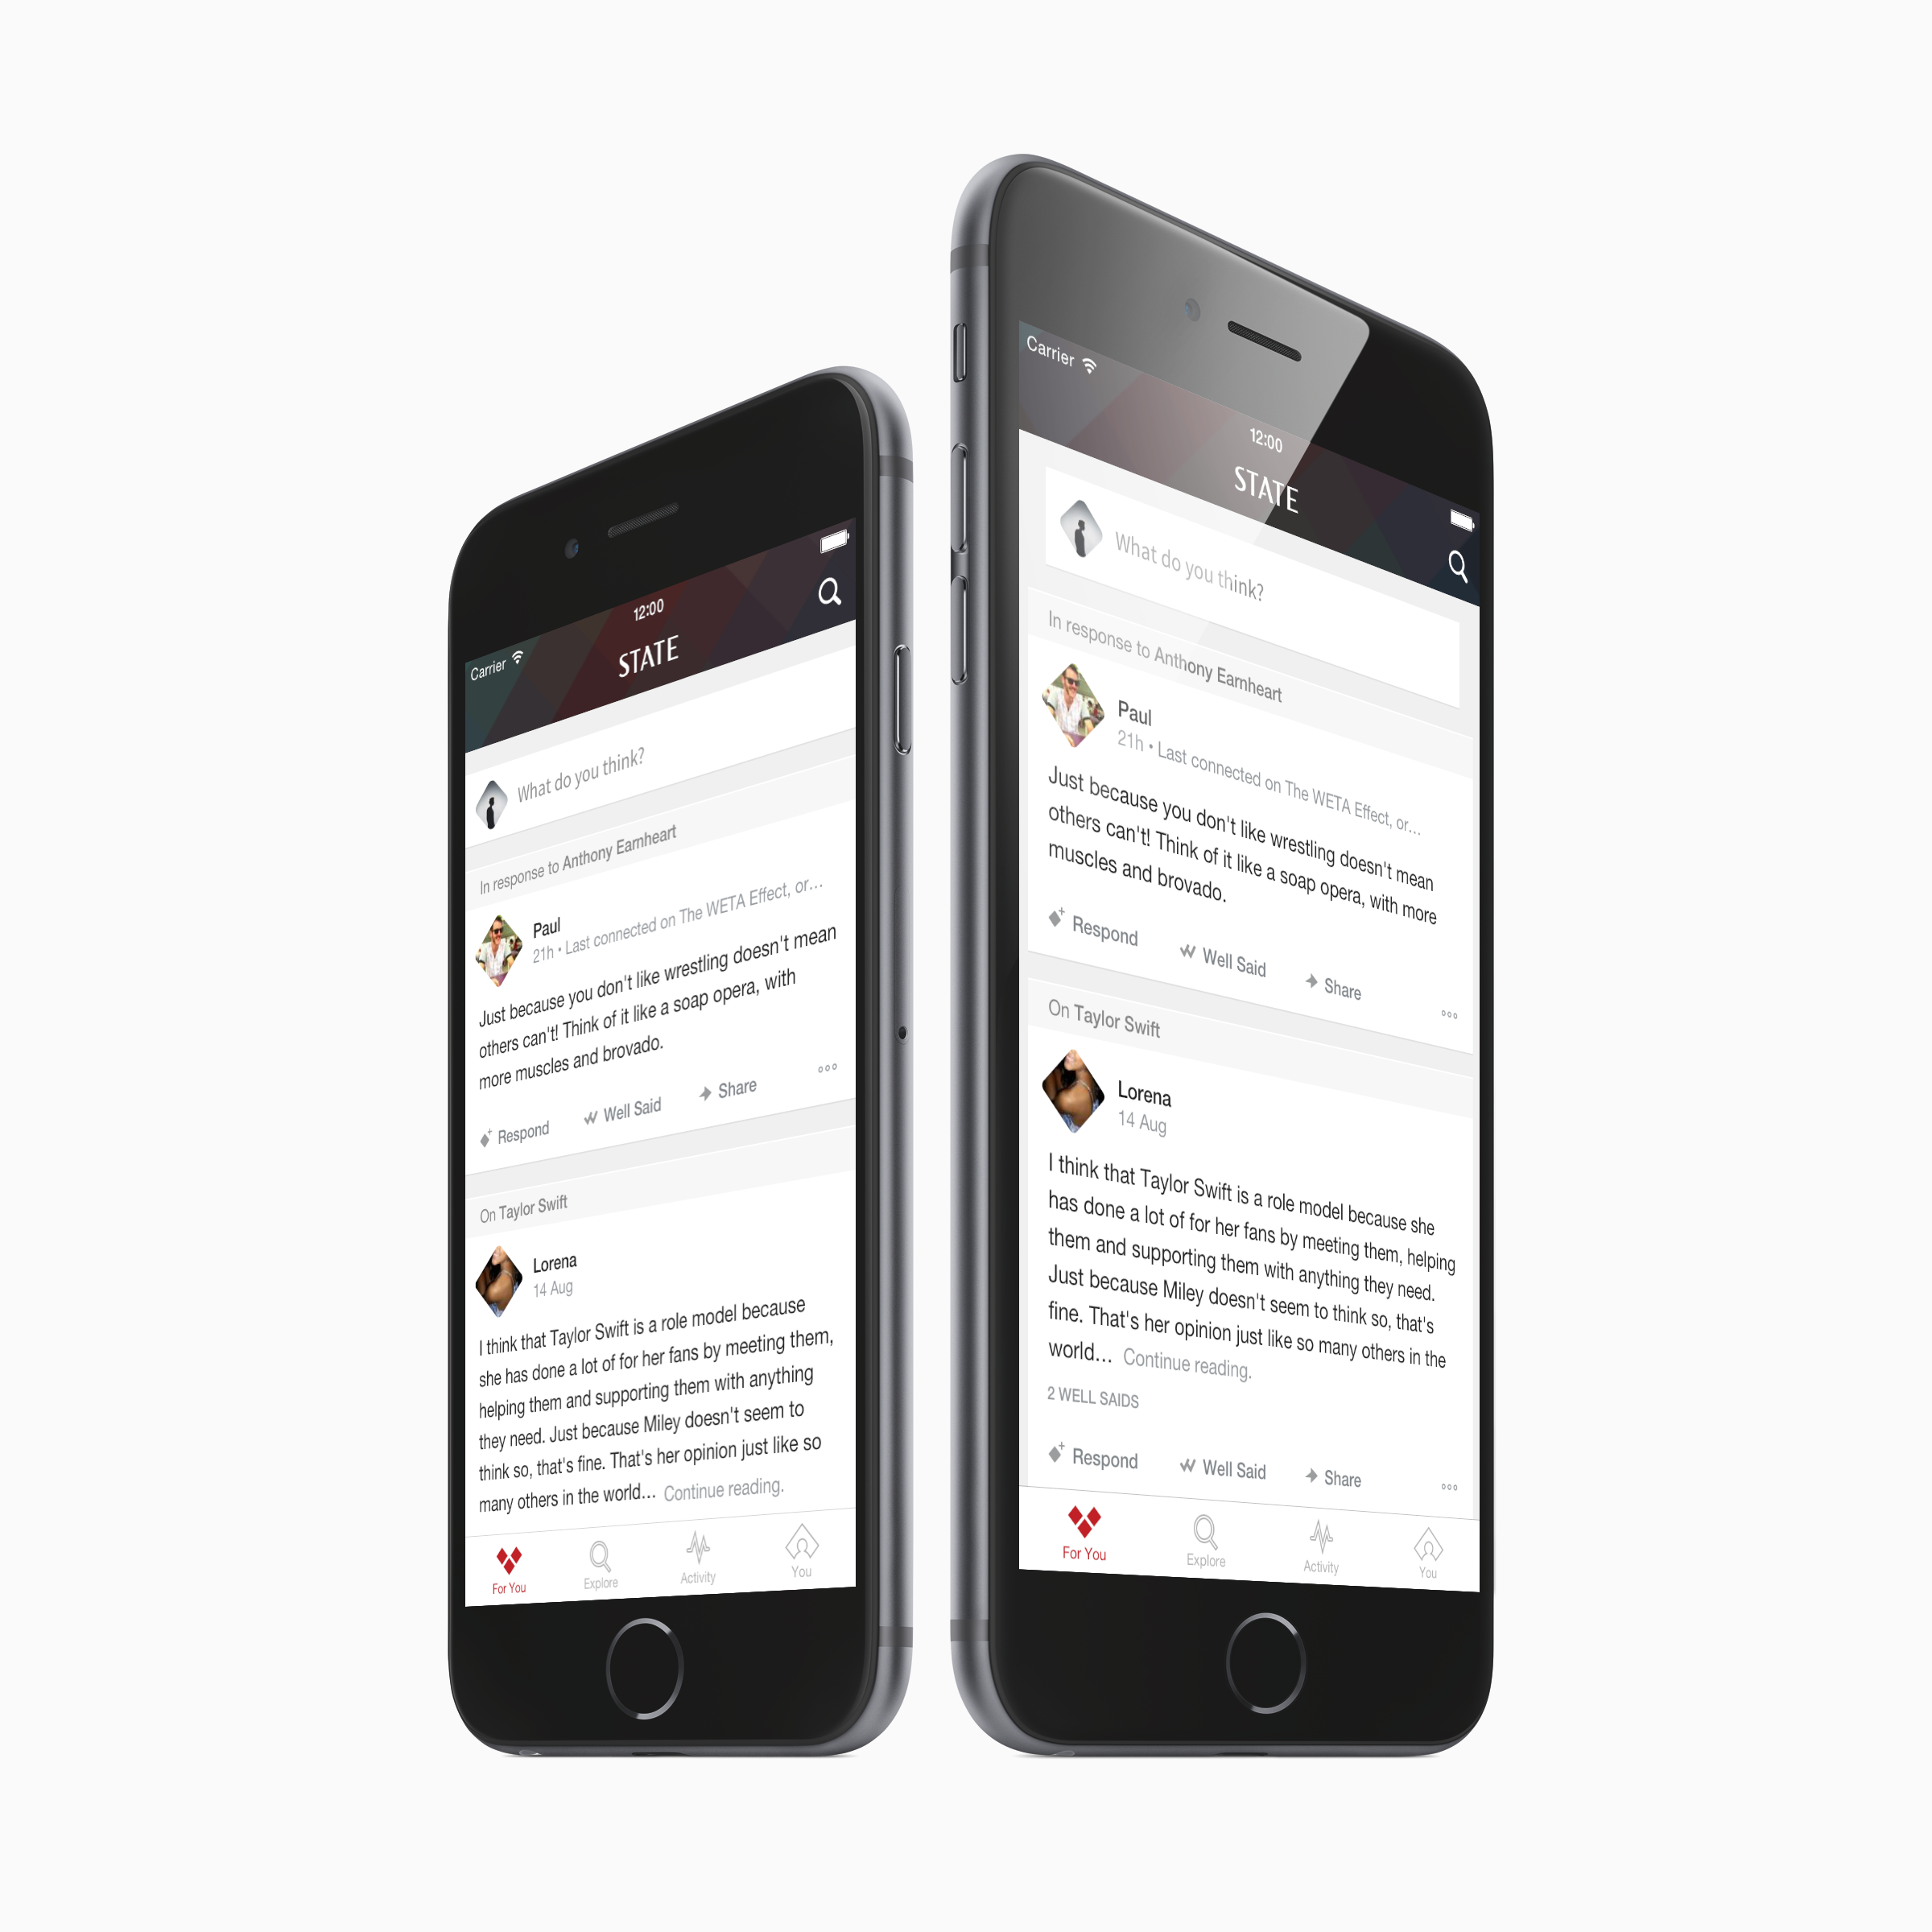 Carrier
12:00
STATE
What do you think?
In response to Anthony Earnheart
Paul
21h • Last connected on The WETA Effect, or...
Just because you don't like wrestling doesn't mean
others can't! Think of it like a soap opera, with
more muscles and brovado.
Respond
Well Said
Share
On Taylor Swift
Lorena
14 Aug
I think that Taylor Swift is a role model because
she has done a lot of for her fans by meeting them,
helping them and supporting them with anything
they need. Just because Miley doesn't seem to
think so, that's fine. That's her opinion just like so
many others in the world... Continue reading.
For You
Explore
Activity
You
Carrier
12:00
STATE
What do you think?
In response to Anthony Earnheart
Paul
21h • Last connected on The WETA Effect, or...
Just because you don't like wrestling doesn't mean
others can't! Think of it like a soap opera, with more
muscles and brovado.
Respond
Well Said
Share
On Taylor Swift
Lorena
14 Aug
I think that Taylor Swift is a role model because she
has done a lot of for her fans by meeting them, helping
them and supporting them with anything they need.
Just because Miley doesn't seem to think so, that's
fine. That's her opinion just like so many others in the
world... Continue reading.
2 WELL SAIDS
Respond
Well Said
Share
For You
Explore
Activity
You